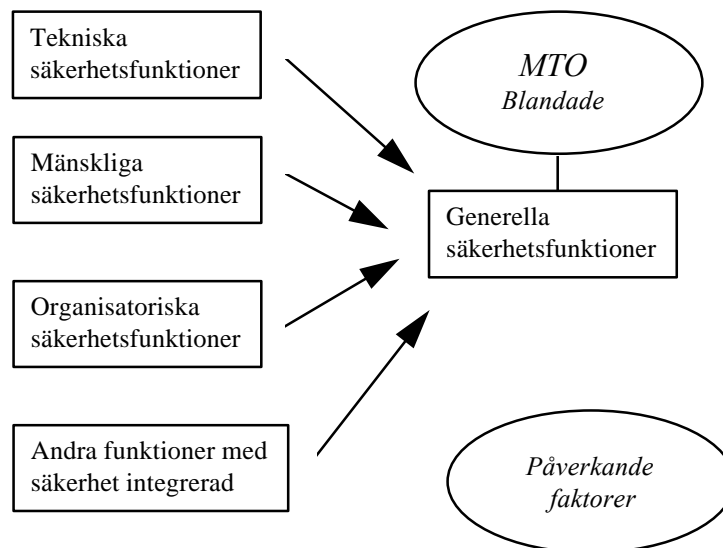 Tekniska
säkerhetsfunktioner
MTO
Blandade
Mänskliga
säkerhetsfunktioner
Generella
säkerhetsfunktioner
Organisatoriska
säkerhetsfunktioner
Andra funktioner med
säkerhet integrerad
Påverkande
faktorer